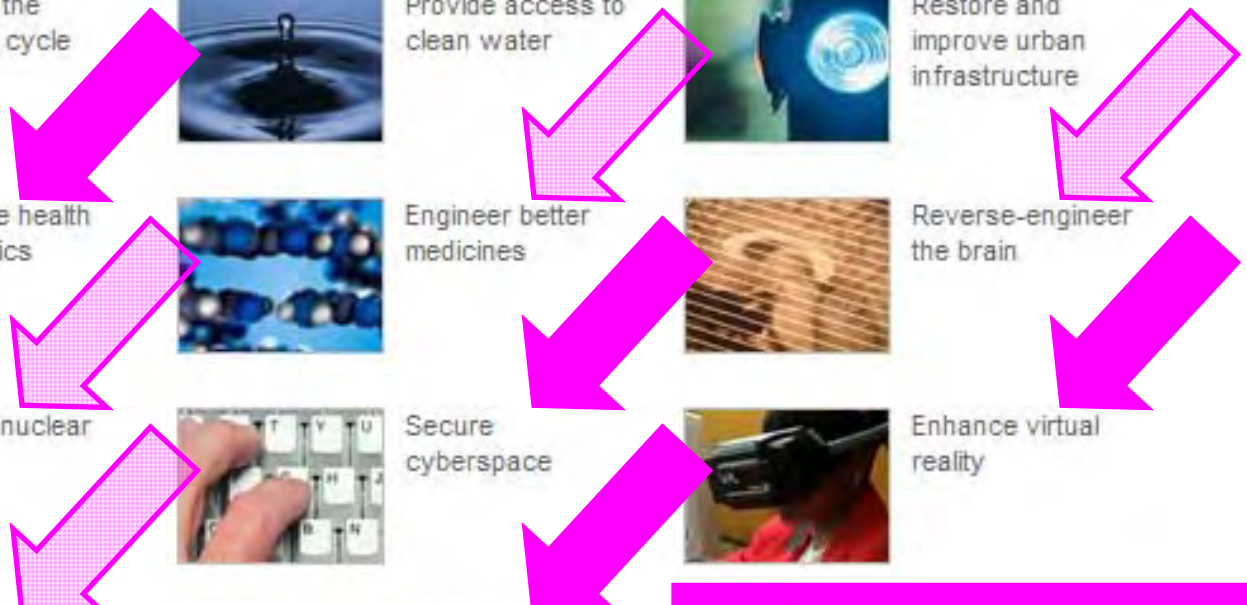 the
cycle
Provide access to
clean water
Restore and
improve urban
infrastructure
e health
ics
Engineer better
medicines
Reverse-engineer
the brain
nuclear
Secure
cyberspace
Enhance virtual
reality
T Y U
H J
B N